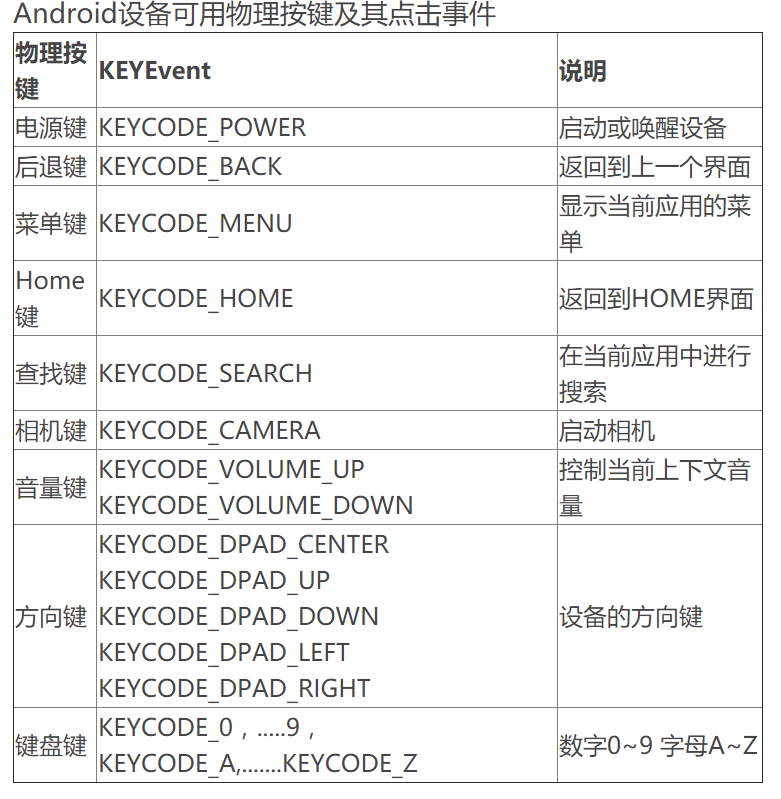 Android设备可用物理按键及其点击事件
物理按
键
KEYEvent
说明
电源键
KEYCODE_POWER
启动或唤醒设备
后退键
KEYCODE_BACK
返回到上一个界面
菜单键
KEYCODE_MENU
显示当前应用的菜
单
Home
键
KEYCODE_HOME
返回到HOME界面
查找键
KEYCODE_SEARCH
在当前应用中进行
搜索
相机键
KEYCODE_CAMERA
启动相机
音量键
KEYCODE_VOLUME_UP
KEYCODE_VOLUME_DOWN
控制当前上下文音
量
方向键
KEYCODE_DPAD_CENTER
KEYCODE_DPAD_UP
KEYCODE_DPAD_DOWN
KEYCODE_DPAD_LEFT
KEYCODE_DPAD_RIGHT
设备的方向键
键盘键
KEYCODE_0，.....9，
KEYCODE_A,.......KEYCODE_Z
数字0~9 字母A~Z